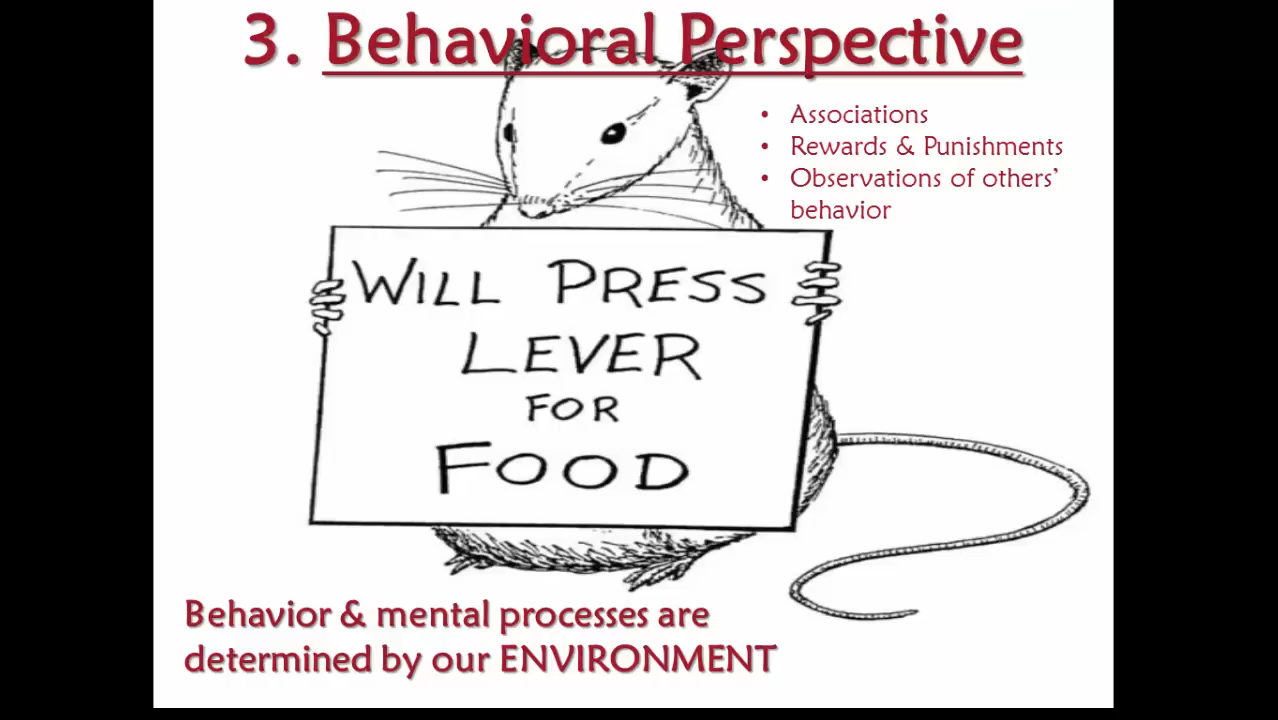 3. Behavioral Perspective
• Associations
• Rewards & Punishments
• Observations of others’
behavior
WILL PRESS
LEVER
FOR
FOOD
Behavior & mental processes are
determined by our ENVIRONMENT